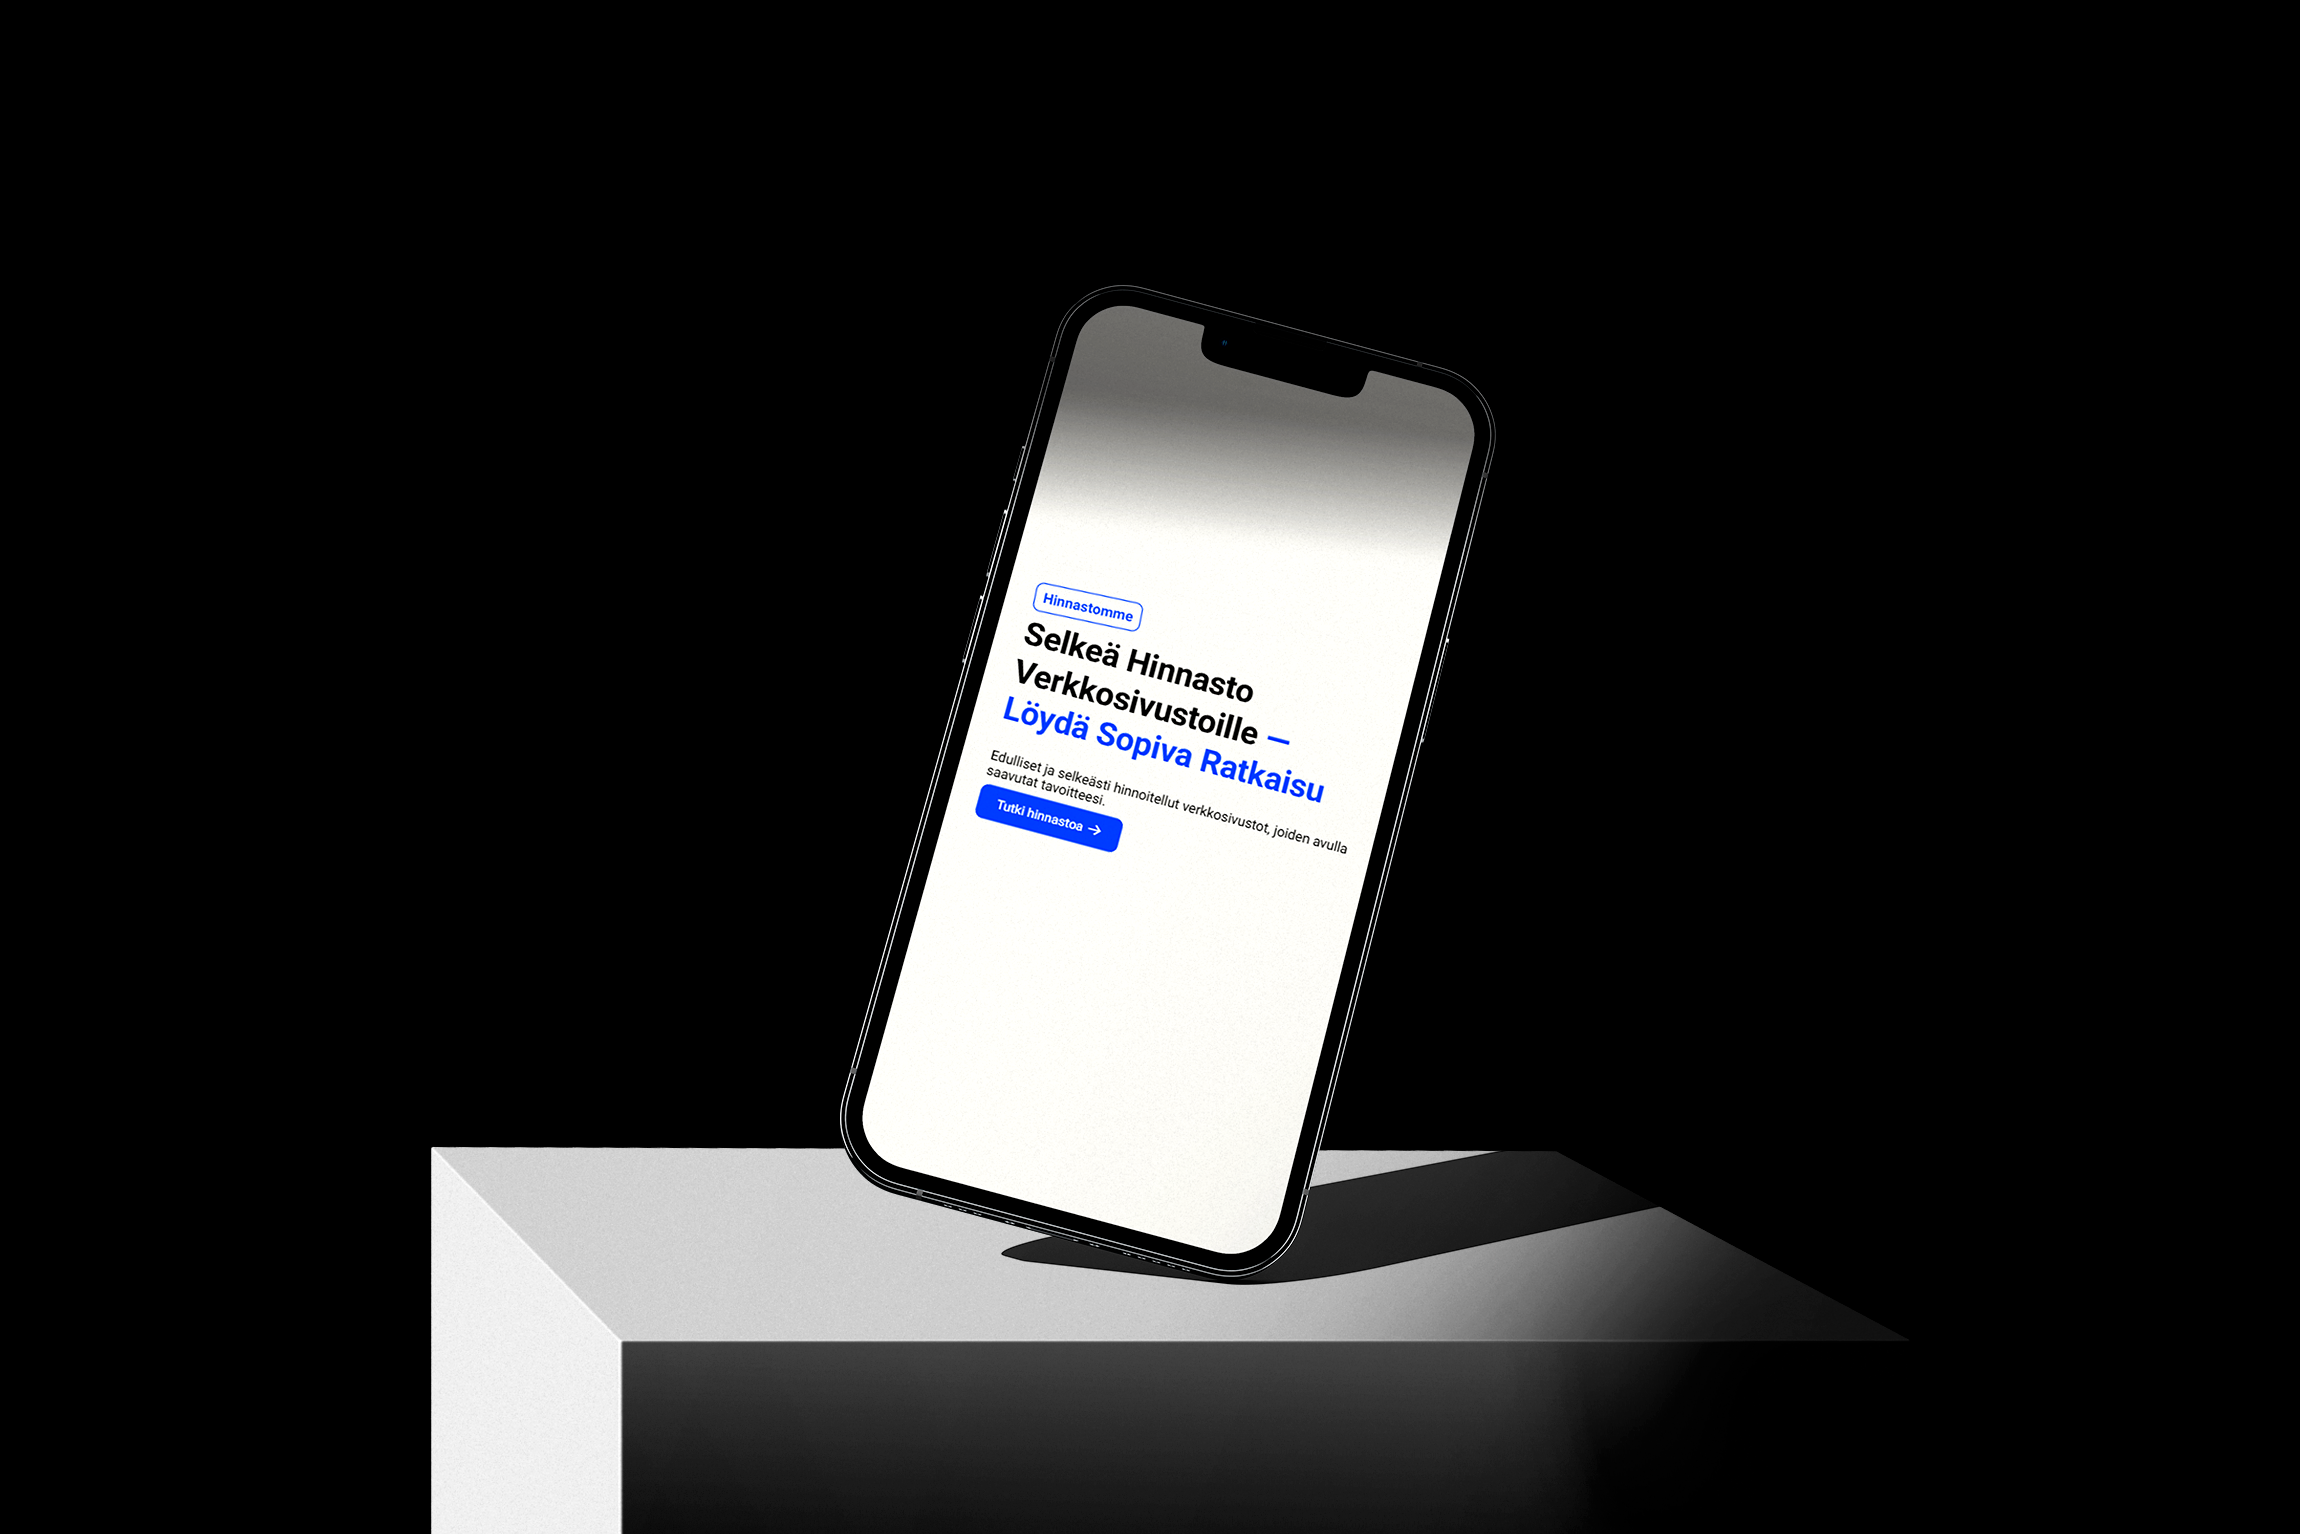 Hinnastomme
Selkeä Hinnasto
Verkkosivustoille –
Löydä Sopiva Ratkaisu
Edulliset ja selkeästi hinnoitellut verkkosivustot, joiden avulla
saavutat tavoitteesi.
Tutki hinnastoa →